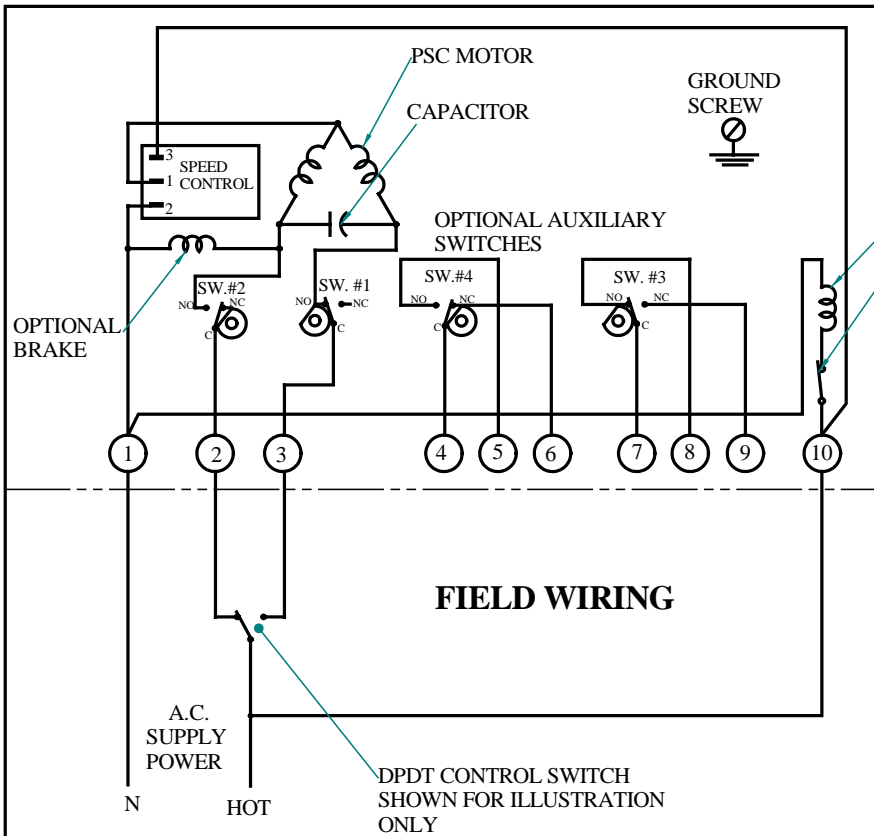 PSC MOTOR
GROUND
SCREW
CAPACITOR
3
SPEED
1 CONTROL
2
OPTIONAL AUXILIARY
SWITCHES
SW.#2
SW. #1
SW.#4
SW. #3
NO
NC
C
NO
NC
C
NO
NC
C
NO
NC
C
OPTIONAL
BRAKE
1
2
3
4
5
6
7
8
9
10
FIELD WIRING
A.C.
SUPPLY
POWER
DPDT CONTROL SWITCH
SHOWN FOR ILLUSTRATION
ONLY
N
HOT